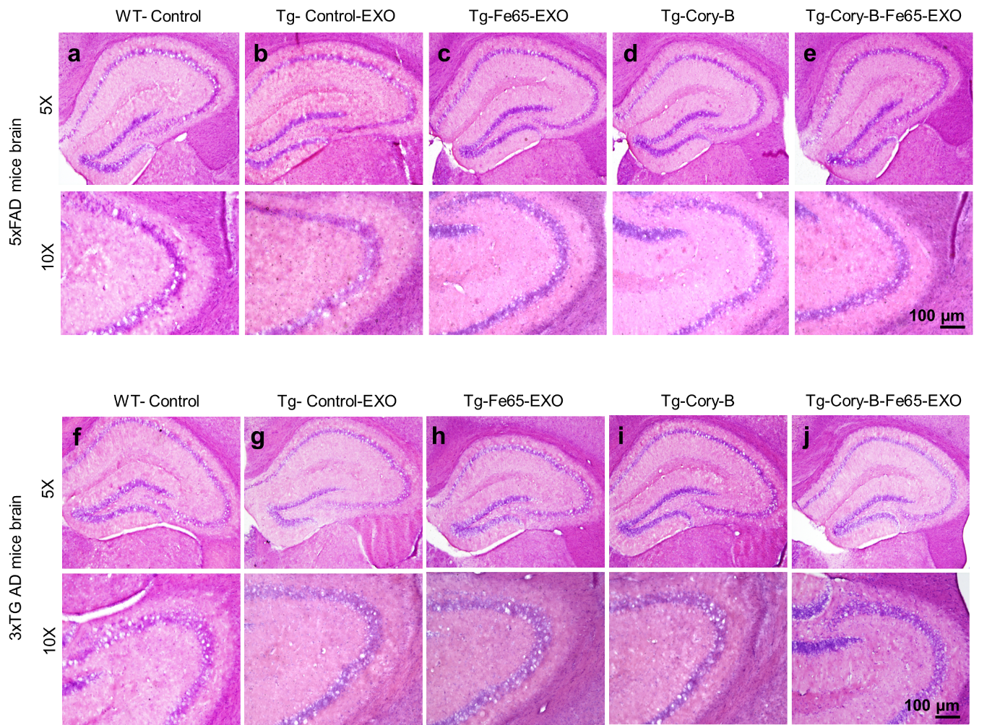 WT- Control
Tg- Control-EXO
Tg-Fe65-EXO
Tg-Cory-B
Tg-Cory-B-Fe65-EXO
5xFAD mice brain
5X
a
b
c
d
e
10X
100 µm
WT- Control
Tg- Control-EXO
Tg-Fe65-EXO
Tg-Cory-B
Tg-Cory-B-Fe65-EXO
3xTG AD mice brain
5X
f
g
h
i
j
10X
100 µm